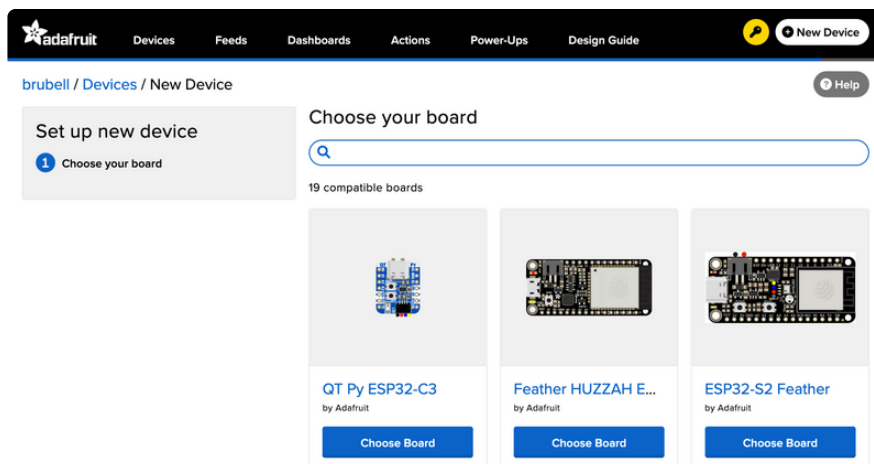 adafruit Devices Feeds Dashboards Actions Power-Ups Design Guide New Device
brubell / Devices / New Device
? Help
Set up new device
1 Choose your board
Choose your board
19 compatible boards
QT Py
QT Py ESP32-C3
by Adafruit
Choose Board
Feather HUZZAH E...
by Adafruit
Choose Board
ESP32-S2 Feather
by Adafruit
Choose Board